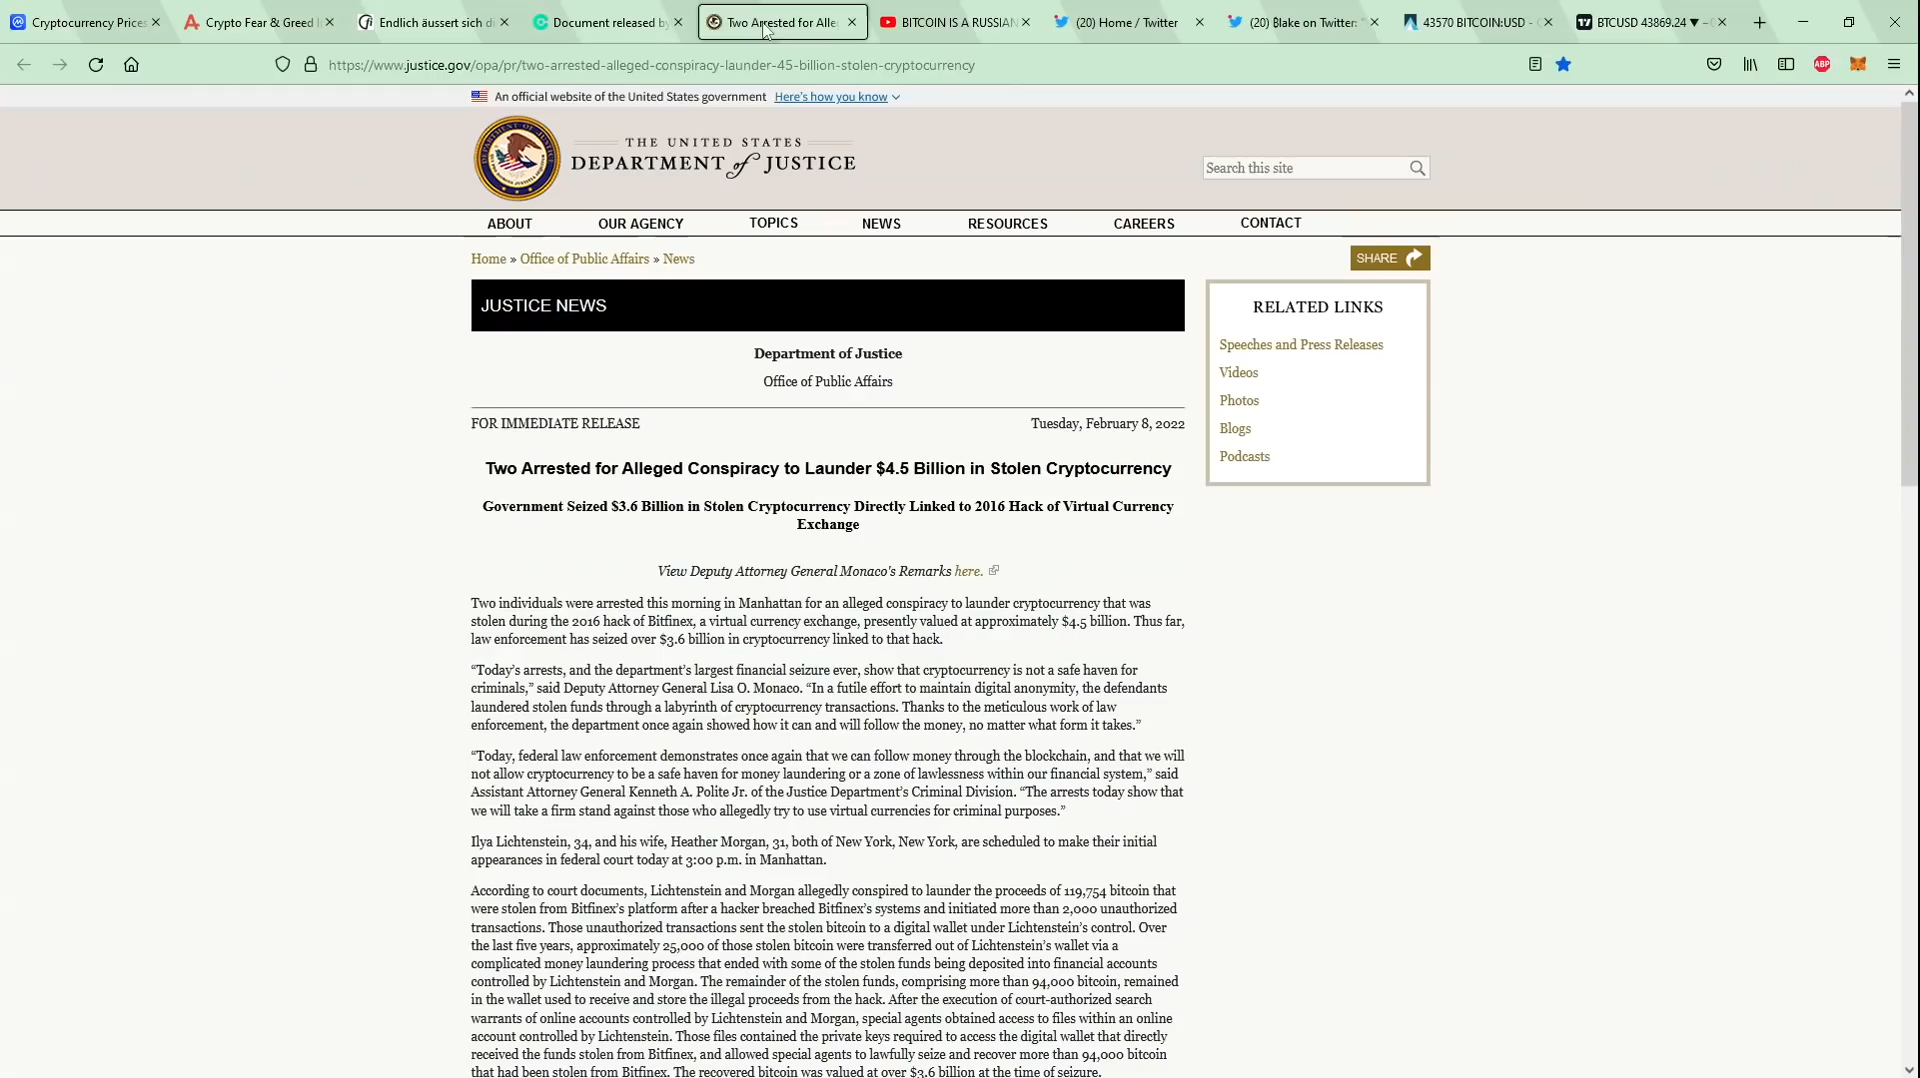 Cryptocurrency Prices
Crypto Fear & Greed I
Endlich äussert sich di
Document released by
Two Arrested for Alle
BITCOIN IS A RUSSIAN
(20) Home / Twitter
(20) ₿lake on Twitter: "
43570 BITCOIN:USD - C
BTCUSD 43869.24 ▼ −0
https://www.justice.gov/opa/pr/two-arrested-alleged-conspiracy-launder-45-billion-stolen-cryptocurrency
ABP
An official website of the United States government Here's how you know
THE UNITED STATES
DEPARTMENT of JUSTICE
Search this site
ABOUT OUR AGENCY TOPICS NEWS RESOURCES CAREERS CONTACT
Home » Office of Public Affairs » News
SHARE
JUSTICE NEWS
RELATED LINKS
Speeches and Press Releases
Videos
Photos
Blogs
Podcasts
Department of Justice
Office of Public Affairs
FOR IMMEDIATE RELEASE Tuesday, February 8, 2022
Two Arrested for Alleged Conspiracy to Launder $4.5 Billion in Stolen Cryptocurrency
Government Seized $3.6 Billion in Stolen Cryptocurrency Directly Linked to 2016 Hack of Virtual Currency
Exchange
View Deputy Attorney General Monaco's Remarks here.
Two individuals were arrested this morning in Manhattan for an alleged conspiracy to launder cryptocurrency that was
stolen during the 2016 hack of Bitfinex, a virtual currency exchange, presently valued at approximately $4.5 billion. Thus far,
law enforcement has seized over $3.6 billion in cryptocurrency linked to that hack.
“Today’s arrests, and the department’s largest financial seizure ever, show that cryptocurrency is not a safe haven for
criminals,” said Deputy Attorney General Lisa O. Monaco. “In a futile effort to maintain digital anonymity, the defendants
laundered stolen funds through a labyrinth of cryptocurrency transactions. Thanks to the meticulous work of law
enforcement, the department once again showed how it can and will follow the money, no matter what form it takes.”
“Today, federal law enforcement demonstrates once again that we can follow money through the blockchain, and that we will
not allow cryptocurrency to be a safe haven for money laundering or a zone of lawlessness within our financial system,” said
Assistant Attorney General Kenneth A. Polite Jr. of the Justice Department’s Criminal Division. “The arrests today show that
we will take a firm stand against those who allegedly try to use virtual currencies for criminal purposes.”
Ilya Lichtenstein, 34, and his wife, Heather Morgan, 31, both of New York, New York, are scheduled to make their initial
appearances in federal court today at 3:00 p.m. in Manhattan.
According to court documents, Lichtenstein and Morgan allegedly conspired to launder the proceeds of 119,754 bitcoin that
were stolen from Bitfinex’s platform after a hacker breached Bitfinex’s systems and initiated more than 2,000 unauthorized
transactions. Those unauthorized transactions sent the stolen bitcoin to a digital wallet under Lichtenstein’s control. Over
the last five years, approximately 25,000 of those stolen bitcoin were transferred out of Lichtenstein’s wallet via a
complicated money laundering process that ended with some of the stolen funds being deposited into financial accounts
controlled by Lichtenstein and Morgan. The remainder of the stolen funds, comprising more than 94,000 bitcoin, remained
in the wallet used to receive and store the illegal proceeds from the hack. After the execution of court-authorized search
warrants of online accounts controlled by Lichtenstein and Morgan, special agents obtained access to files within an online
account controlled by Lichtenstein. Those files contained the private keys required to access the digital wallet that directly
received the funds stolen from Bitfinex, and allowed special agents to lawfully seize and recover more than 94,000 bitcoin
that had been stolen from Bitfinex. The recovered bitcoin was valued at over $3.6 billion at the time of seizure.